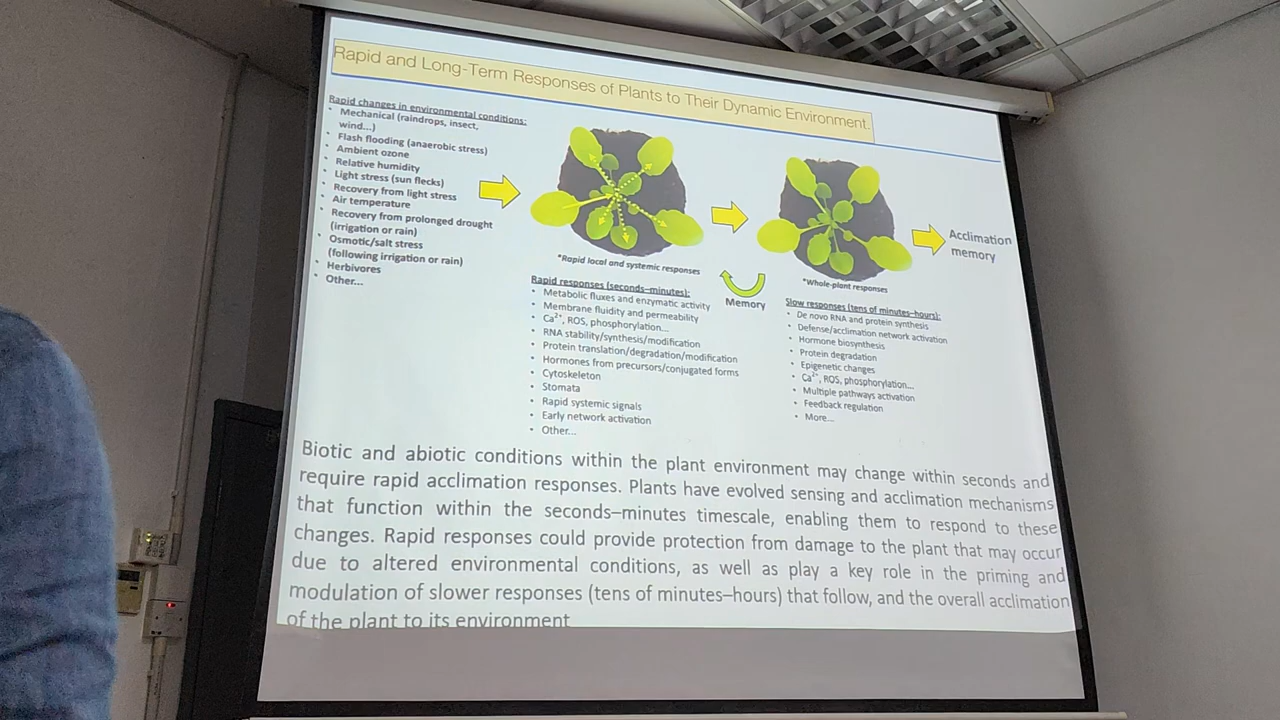 Rapid and Long-Term Responses of Plants to Their Dynamic Environment.
Rapid changes in environmental conditions:
• Mechanical (raindrops, insect,
wind...)
• Flash flooding (anaerobic stress)
• Ambient ozone
• Relative humidity
• Light stress (sun flecks)
• Recovery from light stress
• Air temperature
• Recovery from prolonged drought
(irrigation or rain)
• Osmotic/salt stress
(following irrigation or rain)
• Herbivores
• Other...
*Rapid local and systemic responses
Rapid responses (seconds–minutes):
• Metabolic fluxes and enzymatic activity
• Membrane fluidity and permeability
• Ca²⁺, ROS, phosphorylation...
• RNA stability/synthesis/modification
• Protein translation/degradation/modification
• Hormones from precursors/conjugated forms
• Cytoskeleton
• Stomata
• Rapid systemic signals
• Early network activation
• Other...
Memory
*Whole-plant responses
Slow responses (tens of minutes–hours):
• De novo RNA and protein synthesis
• Defense/acclimation network activation
• Hormone biosynthesis
• Protein degradation
• Epigenetic changes
• Ca²⁺, ROS, phosphorylation...
• Multiple pathways activation
• Feedback regulation
• More...
Acclimation
memory
Biotic and abiotic conditions within the plant environment may change within seconds and
require rapid acclimation responses. Plants have evolved sensing and acclimation mechanisms
that function within the seconds–minutes timescale, enabling them to respond to these
changes. Rapid responses could provide protection from damage to the plant that may occur
due to altered environmental conditions, as well as play a key role in the priming and
modulation of slower responses (tens of minutes–hours) that follow, and the overall acclimation
of the plant to its environment